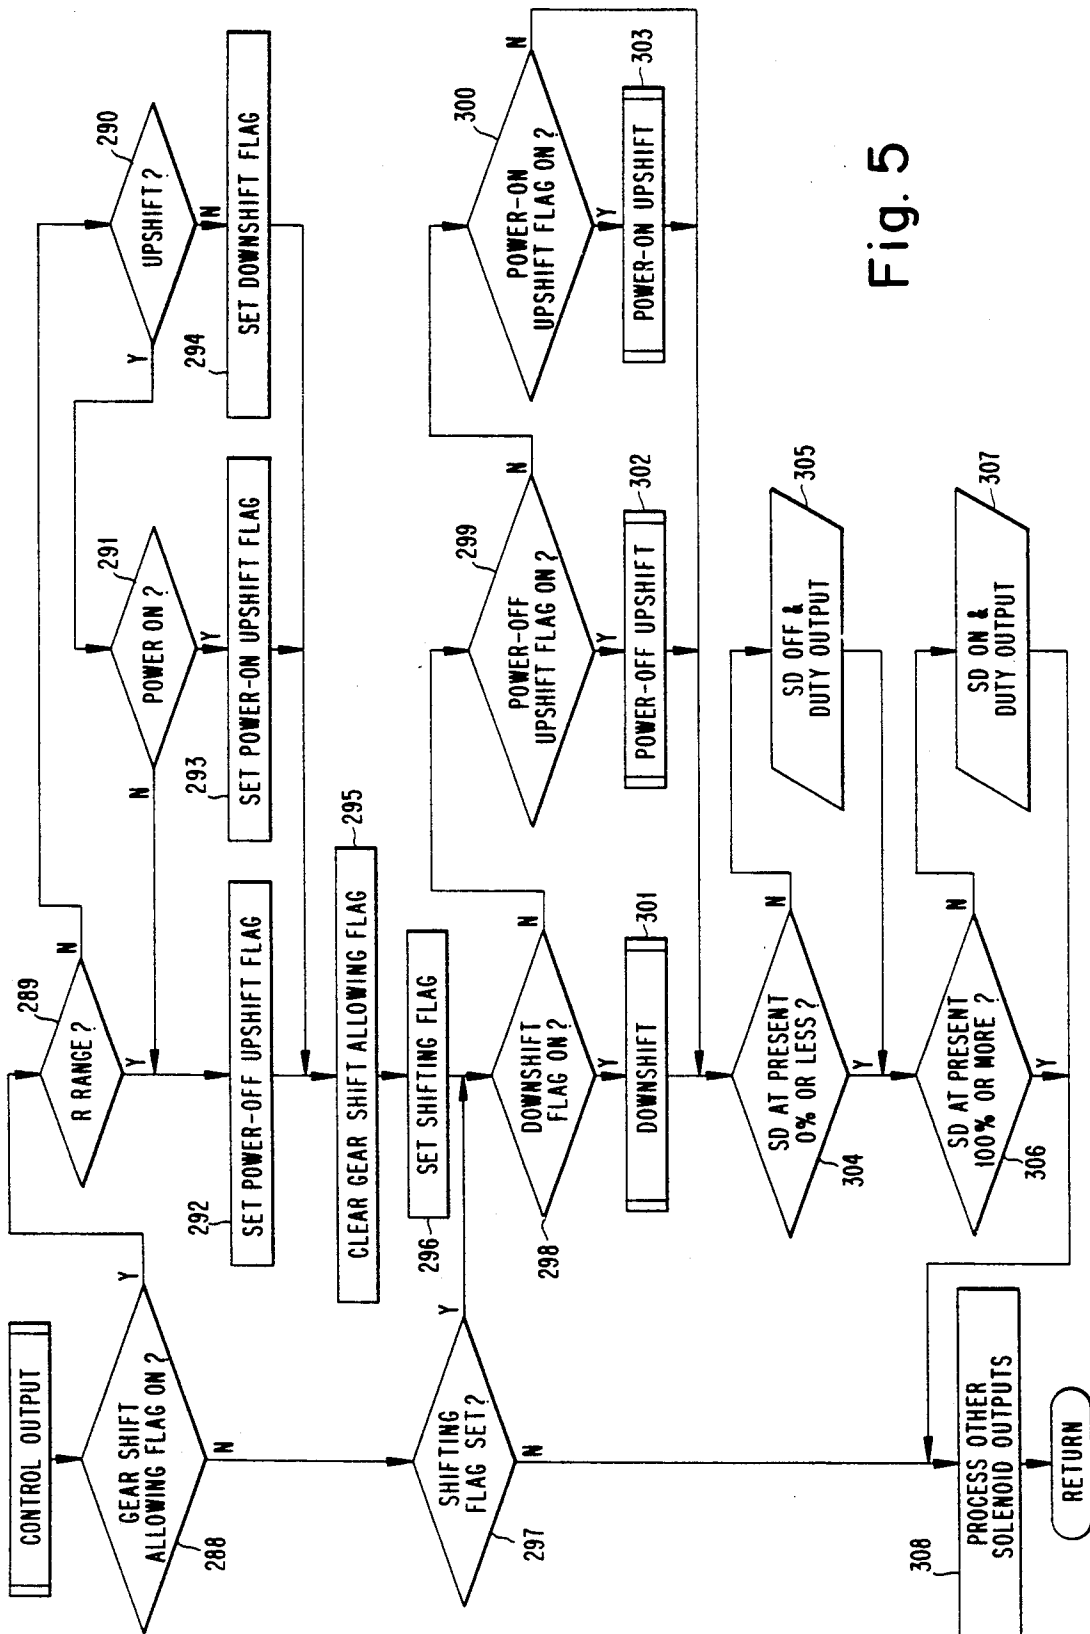 CONTROL OUTPUT
GEAR SHIFT
ALLOWING FLAG ON ?
288
Y
N
R RANGE?
289
N
Y
UPSHIFT?
290
Y
N
POWER ON ?
291
N
Y
292
SET POWER-OFF UPSHIFT FLAG
293
SET POWER-ON UPSHIFT FLAG
294
SET DOWNSHIFT FLAG
CLEAR GEAR SHIFT ALLOWING FLAG
295
SET SHIFTING FLAG
296
SHIFTING
FLAG SET?
297
Y
N
DOWNSHIFT
FLAG ON?
298
N
Y
POWER-OFF
UPSHIFT FLAG ON ?
299
N
Y
POWER-ON
UPSHIFT FLAG ON ?
300
N
Y
DOWNSHIFT
301
POWER-OFF UPSHIFT
302
POWER-ON UPSHIFT
303
SD AT PRESENT
0% OR LESS ?
304
N
Y
SD OFF &
DUTY OUTPUT
305
SD AT PRESENT
100% OR MORE ?
306
N
Y
SD ON &
DUTY OUTPUT
307
308
PROCESS OTHER
SOLENOID OUTPUTS
RETURN
Fig. 5